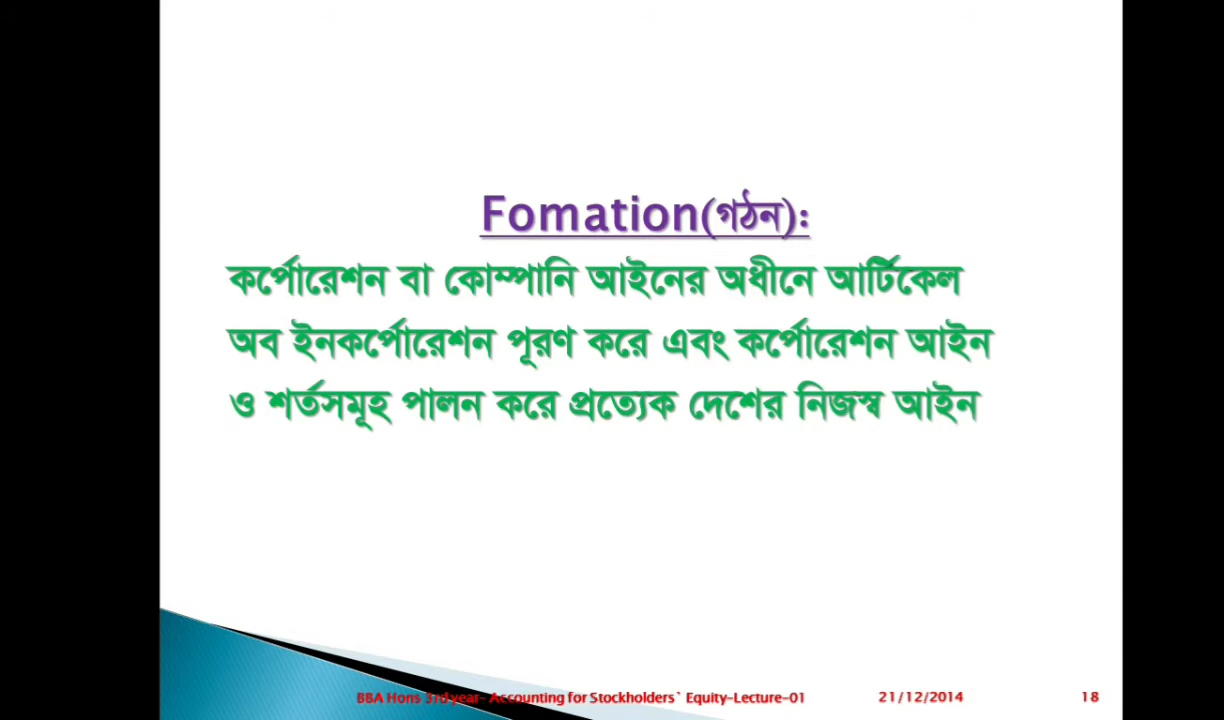 Fomation(গঠন):
কর্পোরেশন বা কোম্পানি আইনের অধীনে আর্টিকেল
অব ইনকর্পোরেশন পূরণ করে এবং কর্পোরেশন আইন
ও শর্তসমূহ পালন করে প্রত্যেক দেশের নিজস্ব আইন
BBA Hons 3rdyear- Accounting for Stockholders` Equity-Lecture-01 21/12/2014 18